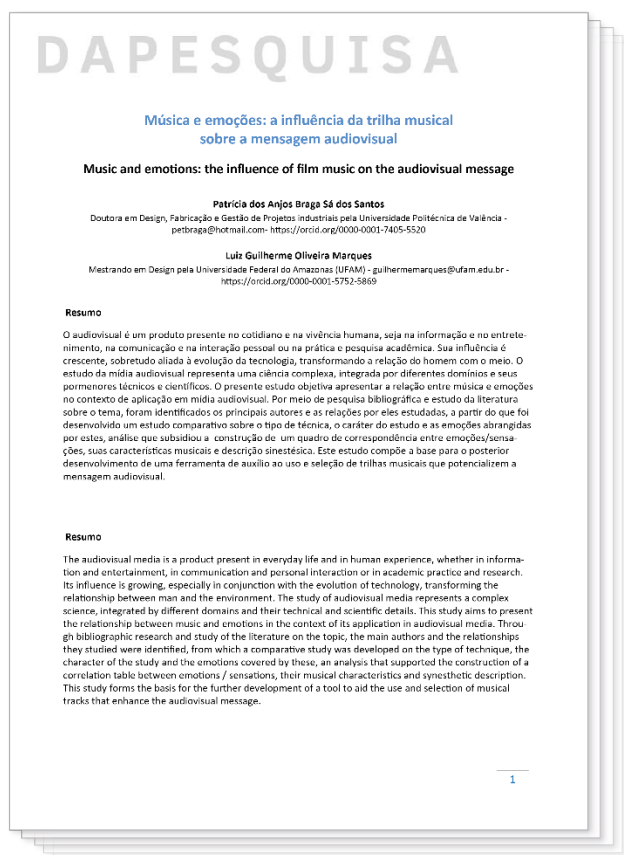 DAPESQUISA
Música e emoções: a influência da trilha musical
sobre a mensagem audiovisual
Music and emotions: the influence of film music on the audiovisual message
Patrícia dos Anjos Braga Sá dos Santos
Doutora em Design, Fabricação e Gestão de Projetos industriais pela Universidade Politécnica de València -
petbraga@hotmail.com- https://orcid.org/0000-0001-7405-5520
Luiz Guilherme Oliveira Marques
Mestrando em Design pela Universidade Federal do Amazonas (UFAM) - guilhermemarques@ufam.edu.br -
https://orcid.org/0000-0001-5752-5869
Resumo
O audiovisual é um produto presente no cotidiano e na vivência humana, seja na informação e no entrete-
nimento, na comunicação e na interação pessoal ou na prática e pesquisa acadêmica. Sua influência é
crescente, sobretudo aliada à evolução da tecnologia, transformando a relação do homem com o meio. O
estudo da mídia audiovisual representa uma ciência complexa, integrada por diferentes domínios e seus
pormenores técnicos e científicos. O presente estudo objetiva apresentar a relação entre música e emoções
no contexto de aplicação em mídia audiovisual. Por meio de pesquisa bibliográfica e estudo da literatura
sobre o tema, foram identificados os principais autores e as relações por eles estudadas, a partir do que foi
desenvolvido um estudo comparativo sobre o tipo de técnica, o caráter do estudo e as emoções abrangidas
por estes, análise que subsidiou a construção de um quadro de correspondência entre emoções/sensa-
ções, suas características musicais e descrição sinestésica. Este estudo compõe a base para o posterior
desenvolvimento de uma ferramenta de auxílio ao uso e seleção de trilhas musicais que potencializem a
mensagem audiovisual.
Resumo
The audiovisual media is a product present in everyday life and in human experience, whether in informa-
tion and entertainment, in communication and personal interaction or in academic practice and research.
Its influence is growing, especially in conjunction with the evolution of technology, transforming the
relationship between man and the environment. The study of audiovisual media represents a complex
science, integrated by different domains and their technical and scientific details. This study aims to present
the relationship between music and emotions in the context of its application in audiovisual media. Throu-
gh bibliographic research and study of the literature on the topic, the main authors and the relationships
they studied were identified, from which a comparative study was developed on the type of technique, the
character of the study and the emotions covered by these, an analysis that supported the construction of a
correlation table between emotions / sensations, their musical characteristics and synesthetic description.
This study forms the basis for the further development of a tool to aid the use and selection of musical
tracks that enhance the audiovisual message.
1